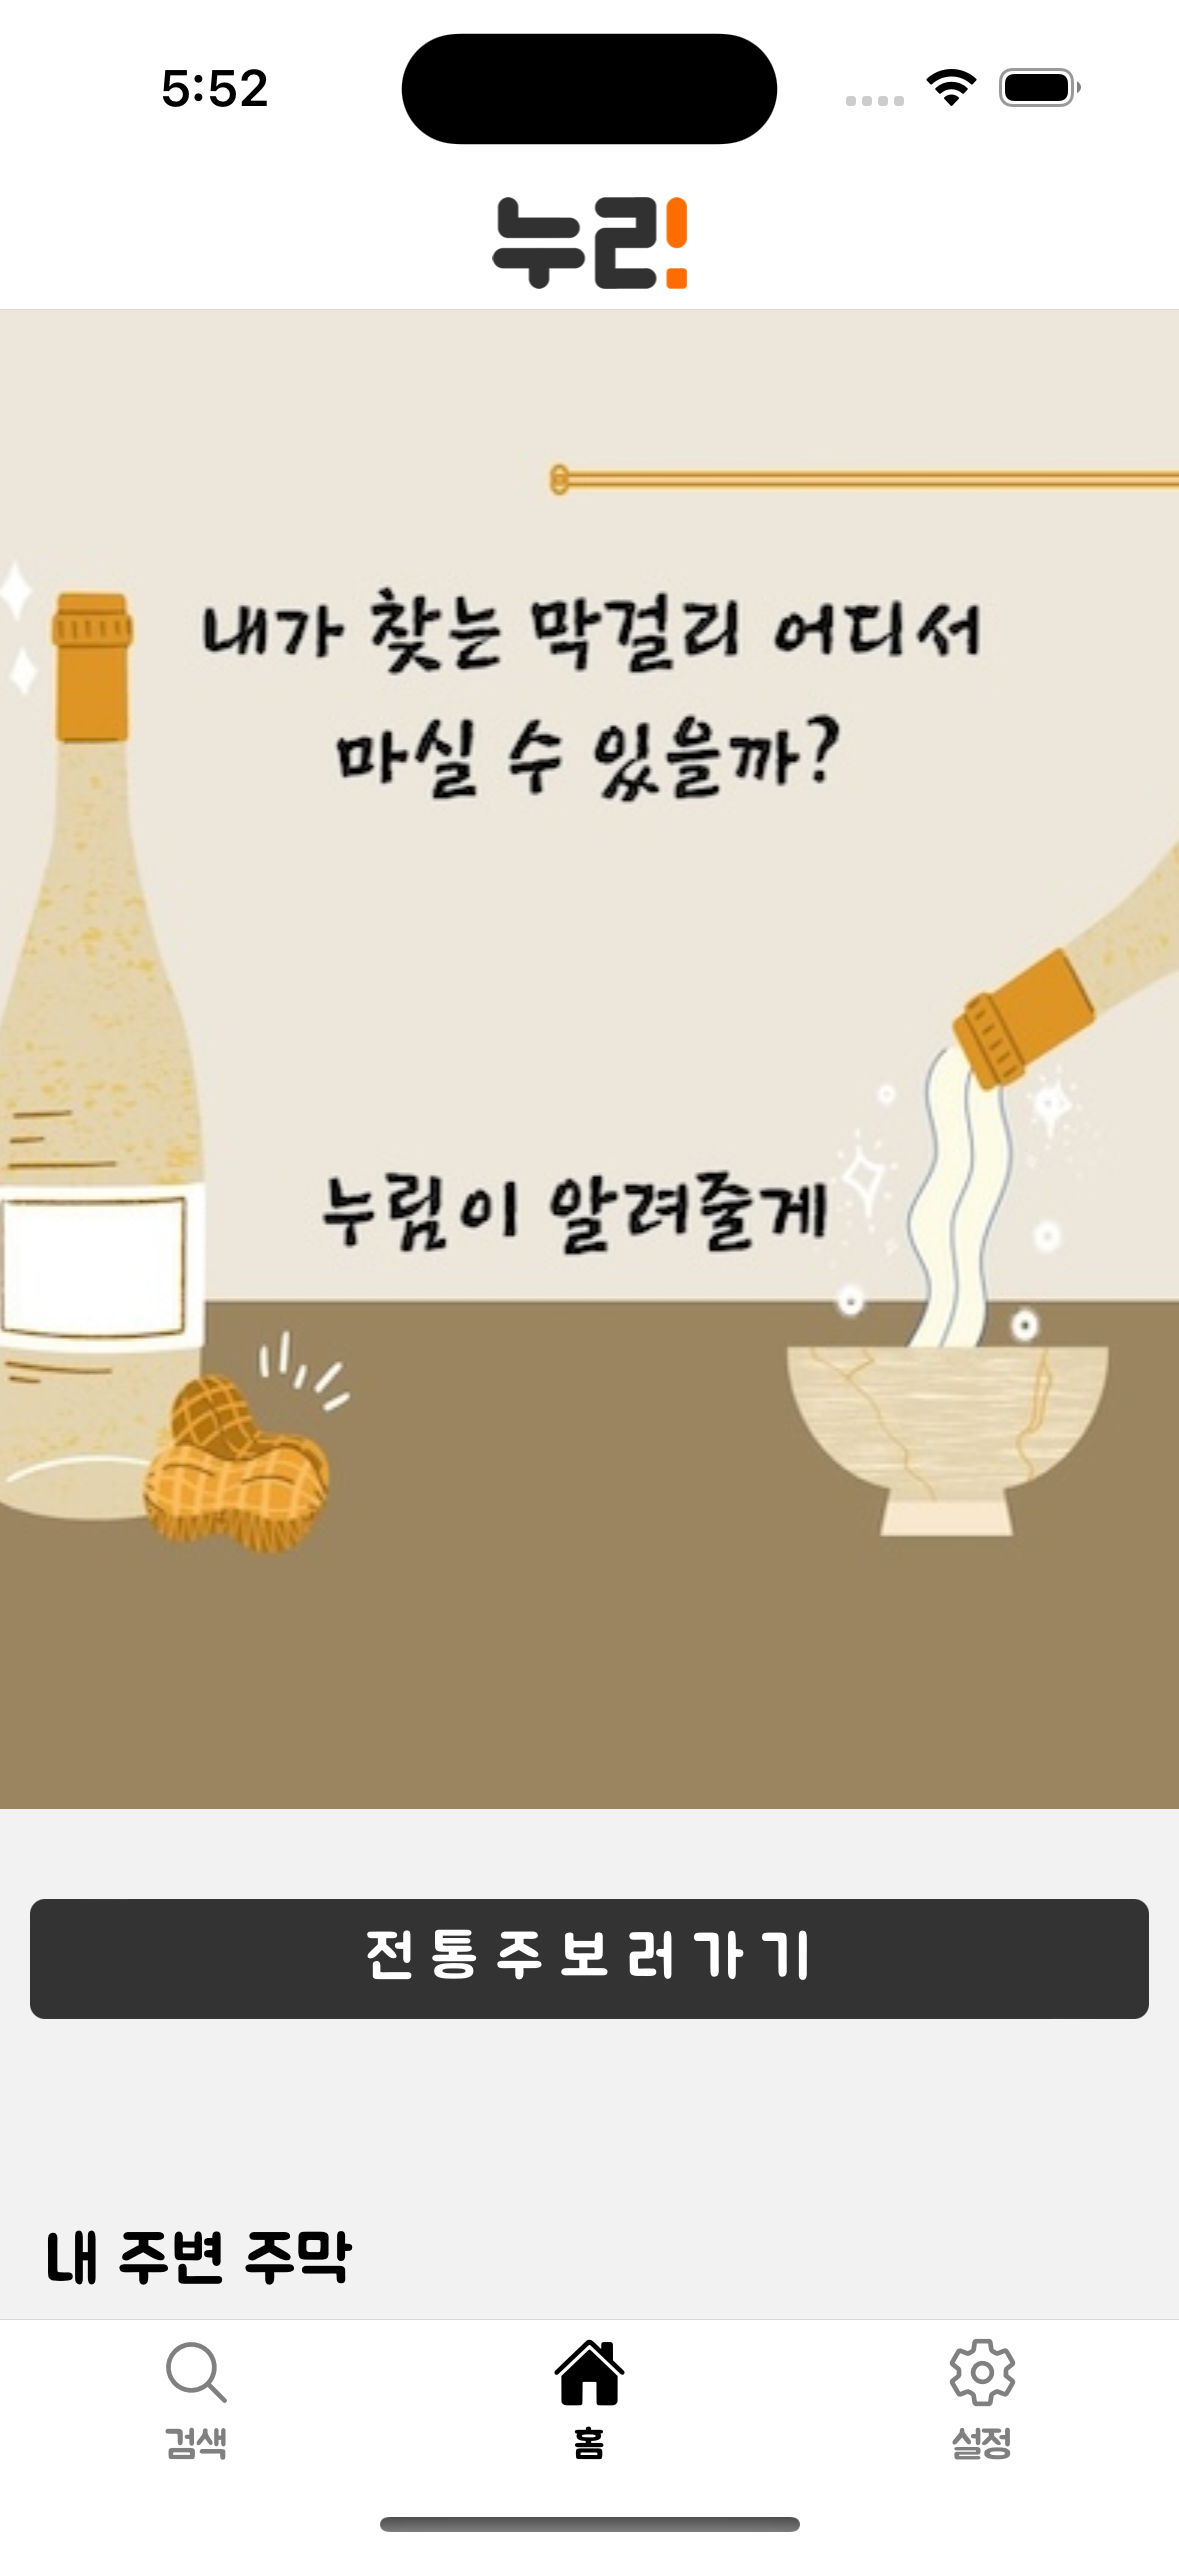 5:52
누리!
내가 찾는 막걸리 어디서
마실 수 있을까?
누림이 알려줄게
전통주보러가기
내 주변 주막
검색
홈
설정